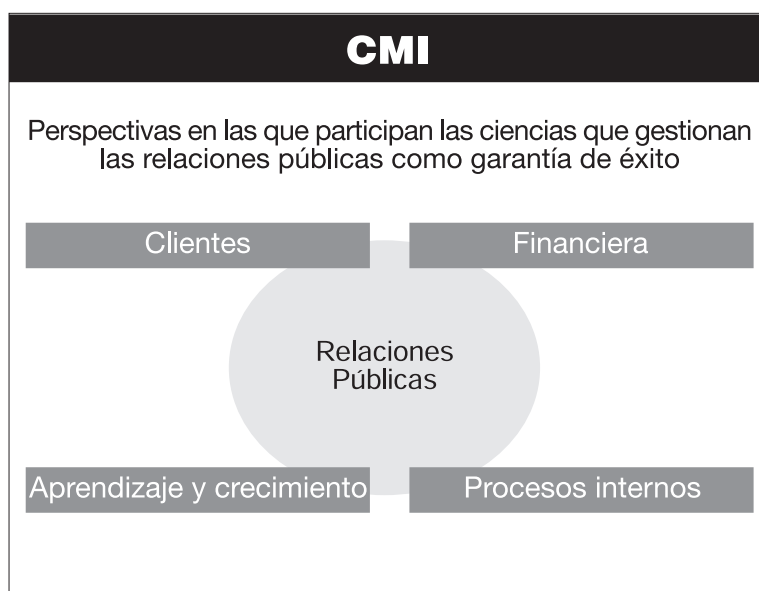 CMI
Perspectivas en las que participan las ciencias que gestionan
las relaciones públicas como garantía de éxito
Clientes
Financiera
Relaciones
Públicas
Aprendizaje y crecimiento
Procesos internos